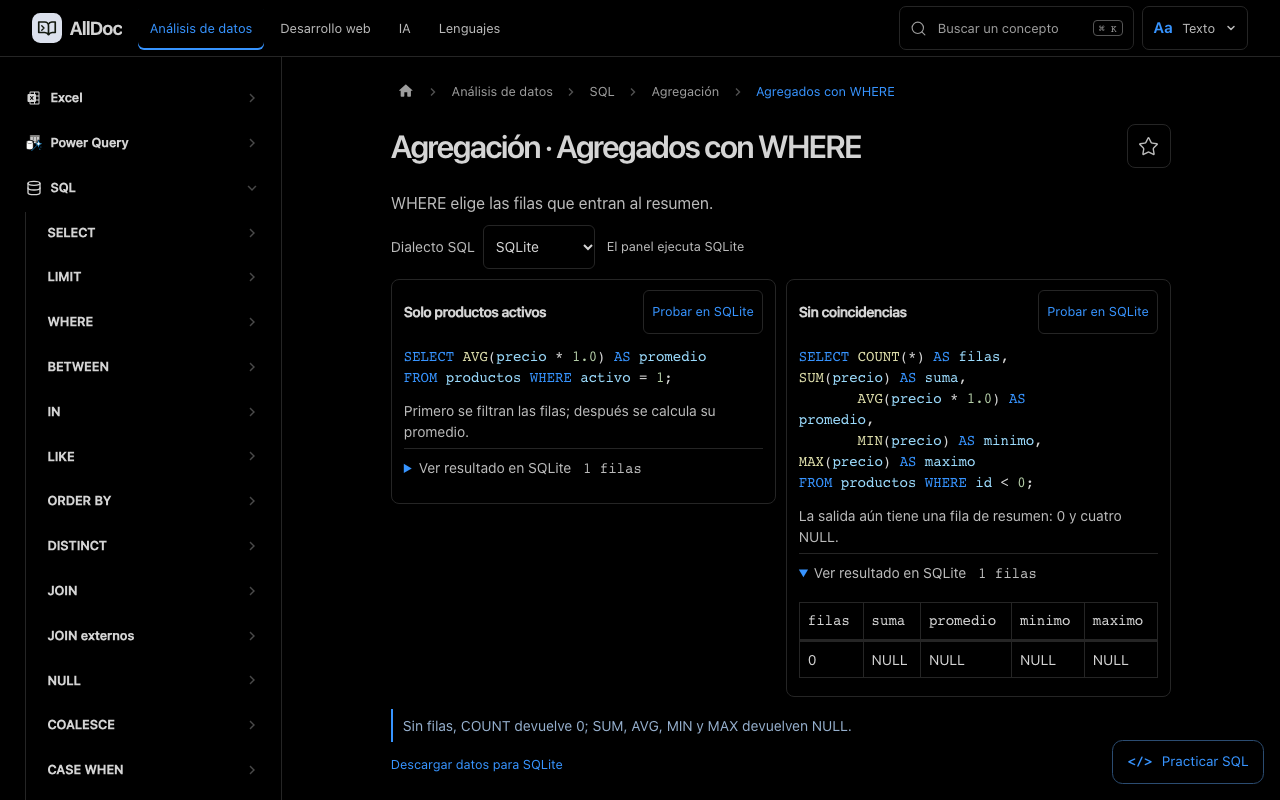 AllDoc
Análisis de datos
Desarrollo web
IA
Lenguajes
Buscar un concepto
⌘ K
Aa Texto
Excel
Power Query
SQL
SELECT
LIMIT
WHERE
BETWEEN
IN
LIKE
ORDER BY
DISTINCT
JOIN
JOIN externos
NULL
COALESCE
CASE WHEN
Análisis de datos > SQL > Agregación > Agregados con WHERE
Agregación · Agregados con WHERE
WHERE elige las filas que entran al resumen.
Dialecto SQL SQLite El panel ejecuta SQLite
Solo productos activos
Probar en SQLite
SELECT AVG(precio * 1.0) AS promedio
FROM productos WHERE activo = 1;
Primero se filtran las filas; después se calcula su
promedio.
Ver resultado en SQLite 1 filas
Sin coincidencias
Probar en SQLite
SELECT COUNT(*) AS filas,
SUM(precio) AS suma,
AVG(precio * 1.0) AS
promedio,
MIN(precio) AS minimo,
MAX(precio) AS maximo
FROM productos WHERE id < 0;
La salida aún tiene una fila de resumen: 0 y cuatro
NULL.
Ver resultado en SQLite 1 filas
filas suma promedio minimo maximo
0 NULL NULL NULL NULL
Sin filas, COUNT devuelve 0; SUM, AVG, MIN y MAX devuelven NULL.
Descargar datos para SQLite
</> Practicar SQL